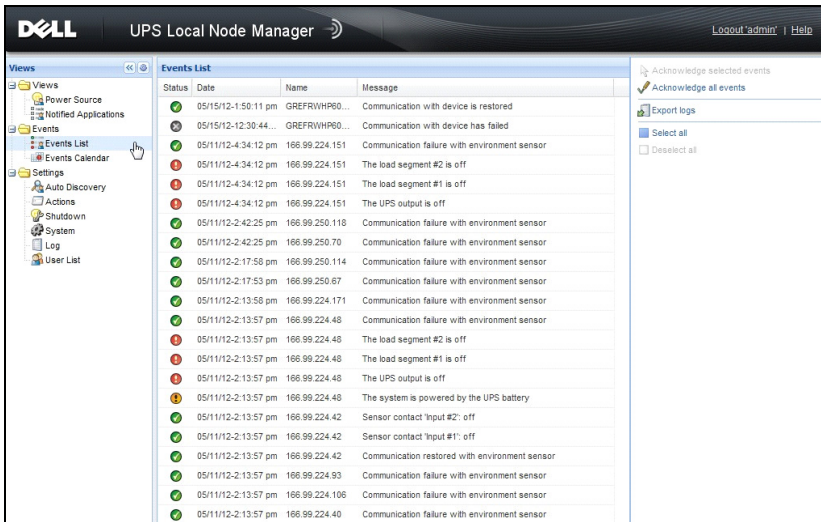 DELL UPS Local Node Manager Logout 'admin' | Help
Views
Views
Power Source
Notified Applications
Events
Events List
Events Calendar
Settings
Auto Discovery
Actions
Shutdown
System
Log
User List
Events List
Status Date Name Message
05/15/12-1:50:11 pm GREFRWHP60... Communication with device is restored
05/15/12-12:30:44... GREFRWHP60... Communication with device has failed
05/11/12-4:34:12 pm 166.99.224.151 Communication failure with environment sensor
05/11/12-4:34:12 pm 166.99.224.151 The load segment #2 is off
05/11/12-4:34:12 pm 166.99.224.151 The load segment #1 is off
05/11/12-4:34:12 pm 166.99.224.151 The UPS output is off
05/11/12-2:42:25 pm 166.99.250.118 Communication failure with environment sensor
05/11/12-2:42:25 pm 166.99.250.70 Communication failure with environment sensor
05/11/12-2:17:58 pm 166.99.250.114 Communication failure with environment sensor
05/11/12-2:17:53 pm 166.99.250.67 Communication failure with environment sensor
05/11/12-2:13:58 pm 166.99.224.171 Communication failure with environment sensor
05/11/12-2:13:57 pm 166.99.224.48 Communication failure with environment sensor
05/11/12-2:13:57 pm 166.99.224.48 The load segment #2 is off
05/11/12-2:13:57 pm 166.99.224.48 The load segment #1 is off
05/11/12-2:13:57 pm 166.99.224.48 The UPS output is off
05/11/12-2:13:57 pm 166.99.224.48 The system is powered by the UPS battery
05/11/12-2:13:57 pm 166.99.224.42 Sensor contact 'Input #2': off
05/11/12-2:13:57 pm 166.99.224.42 Sensor contact 'Input #1': off
05/11/12-2:13:57 pm 166.99.224.42 Communication restored with environment sensor
05/11/12-2:13:57 pm 166.99.224.93 Communication failure with environment sensor
05/11/12-2:13:57 pm 166.99.224.106 Communication failure with environment sensor
05/11/12-2:13:57 pm 166.99.224.40 Communication failure with environment sensor
Acknowledge selected events
Acknowledge all events
Export logs
Select all
Deselect all